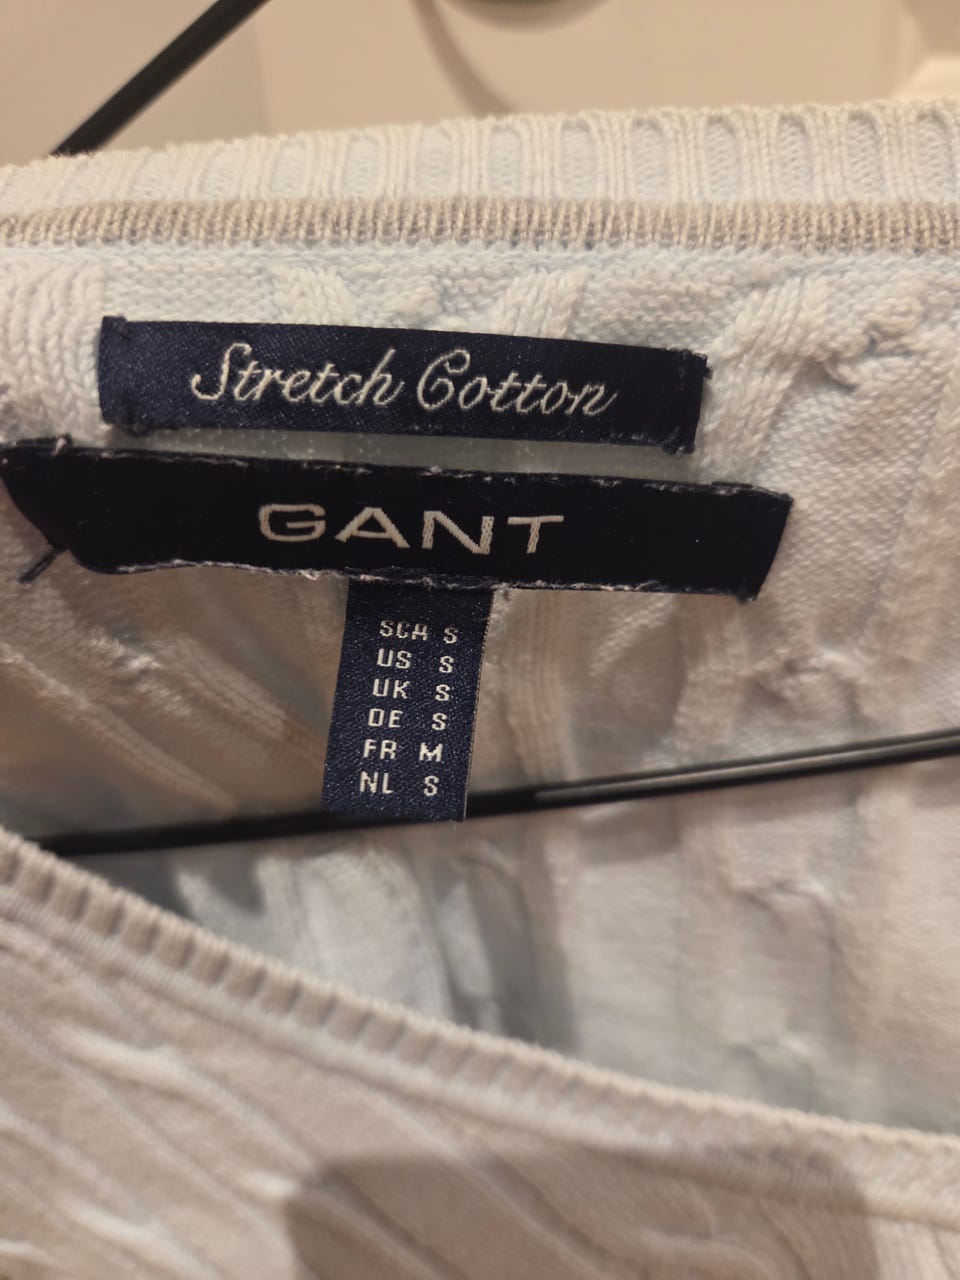 Stretch Cotton
GANT
SCA S
US S
UK S
DE S
FR M
NL S